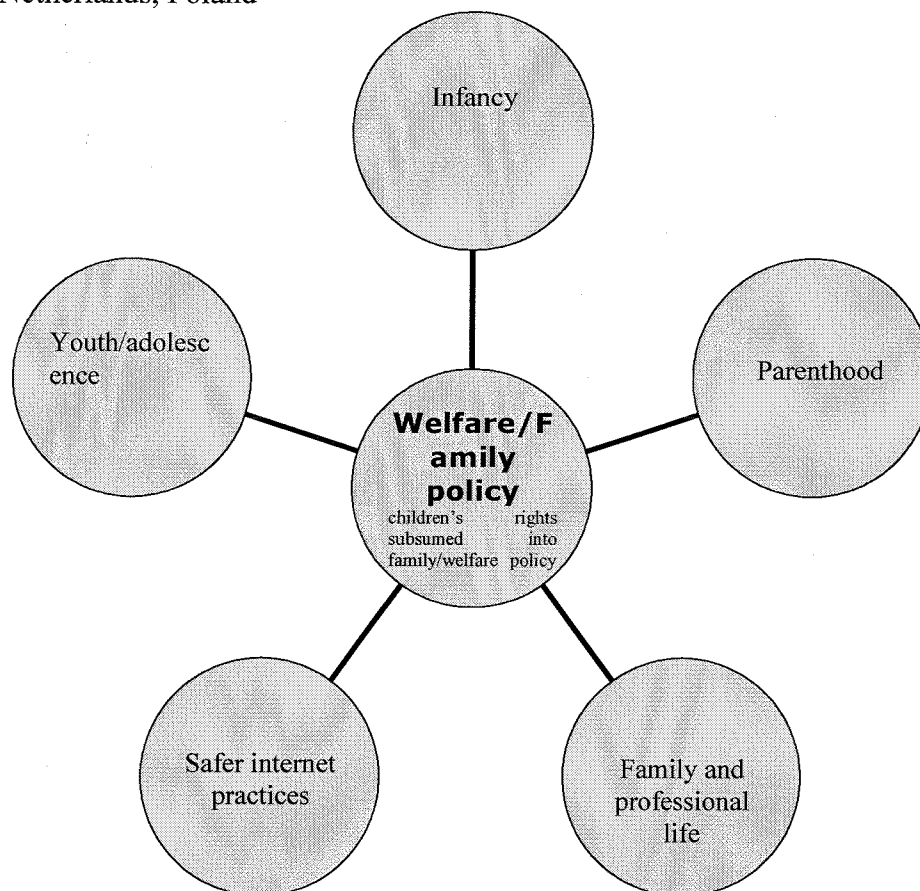 Netherlands, Poland
Infancy
Youth/adolesc
ence
Parenthood
Welfare/F
amily
policy
children's rights
subsumed into
family/welfare policy
Safer internet
practices
Family and
professional
life